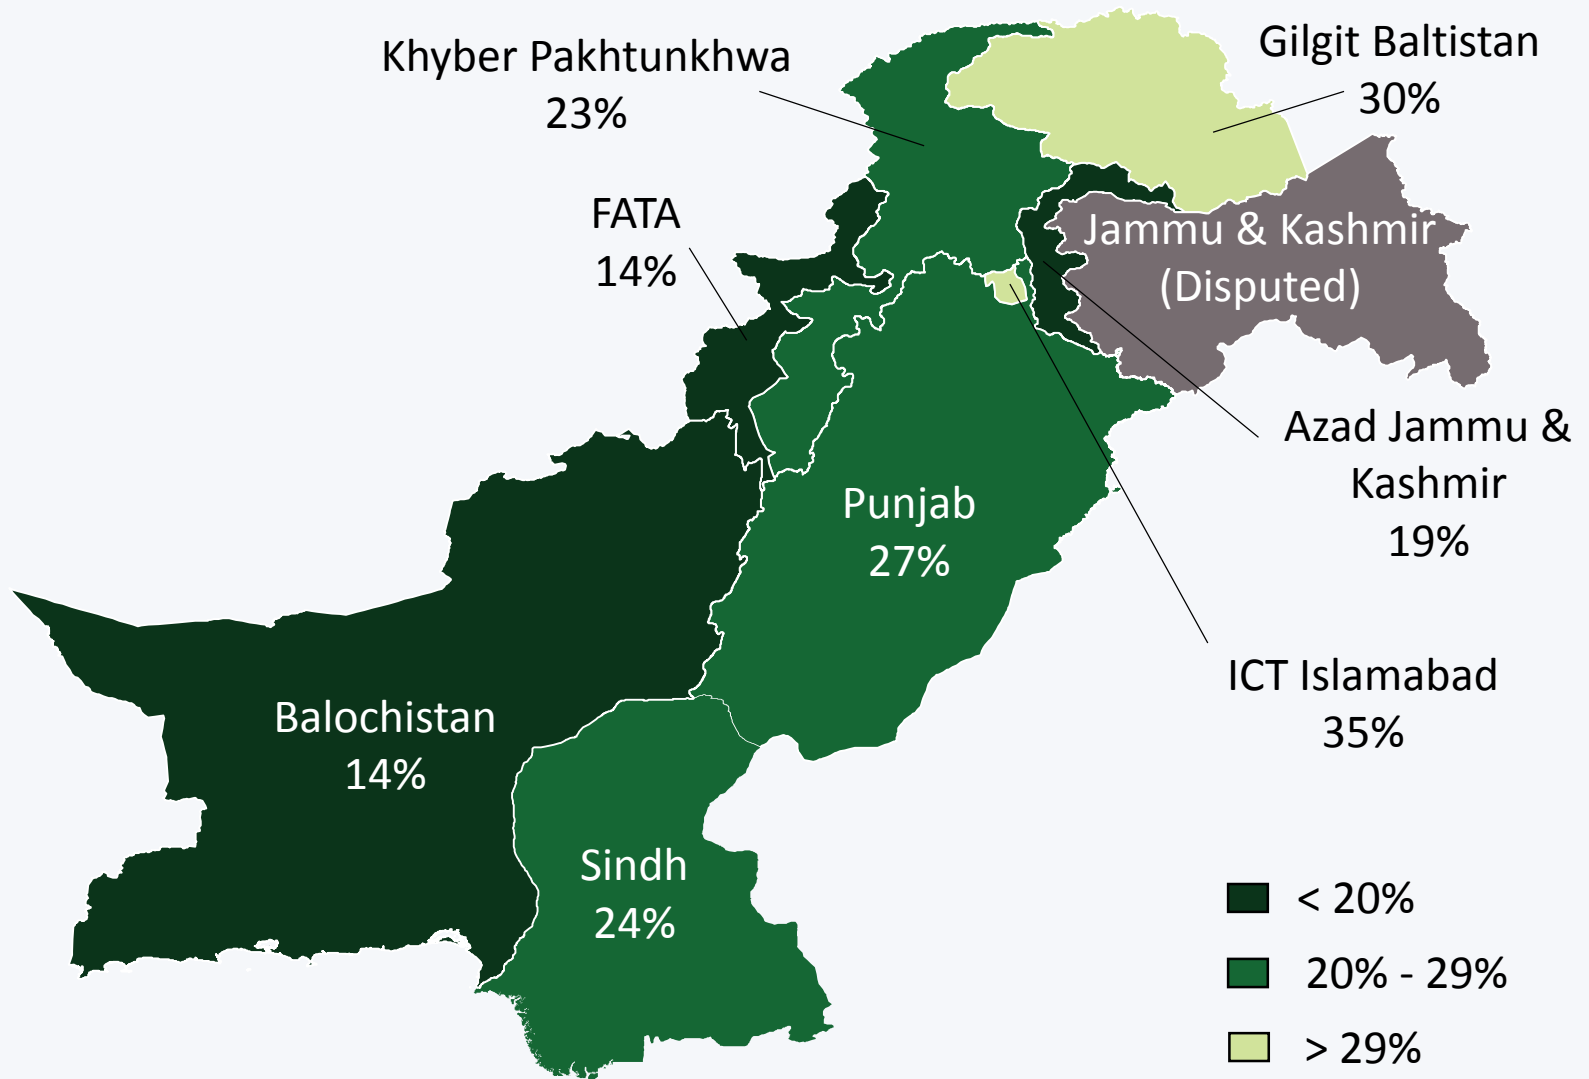 Khyber Pakhtunkhwa
23%
Gilgit Baltistan
30%
FATA
14%
Jammu & Kashmir
(Disputed)
Azad Jammu &
Kashmir
19%
Punjab
27%
ICT Islamabad
35%
Balochistan
14%
Sindh
24%
< 20%
20% - 29%
> 29%